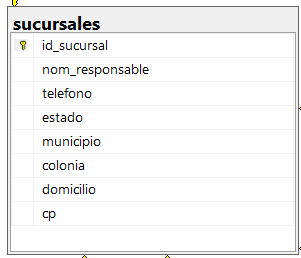 sucursales
id_sucursal
nom_responsable
telefono
estado
municipio
colonia
domicilio
cp